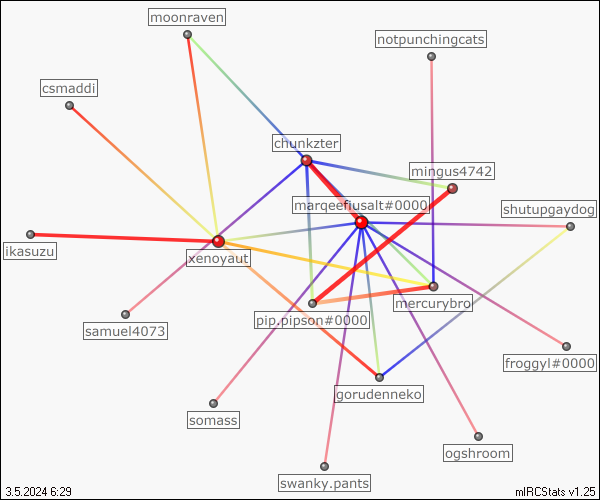 moonraven
notpunchingcats
csmaddi
chunkzter
mingus4742
marqeefiusalt#0000
shutupgaydog
ikasuzu
xenoyaut
mercurybro
pip.pipson#0000
samuel4073
froggyl#0000
gorudenneko
somass
ogshroom
swanky.pants
3.5.2024 6:29
mIRCStats v1.25